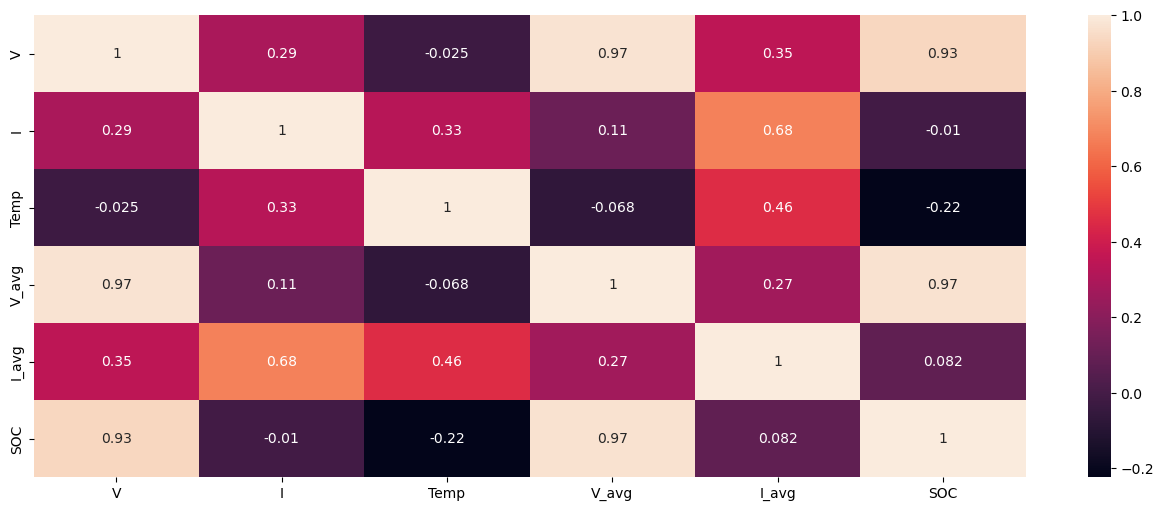 V 1 0.29 -0.025 0.97 0.35 0.93
I 0.29 1 0.33 0.11 0.68 -0.01
Temp -0.025 0.33 1 -0.068 0.46 -0.22
V_avg 0.97 0.11 -0.068 1 0.27 0.97
I_avg 0.35 0.68 0.46 0.27 1 0.082
SOC 0.93 -0.01 -0.22 0.97 0.082 1
V I Temp V_avg I_avg SOC
1.0
0.8
0.6
0.4
0.2
0.0
−0.2